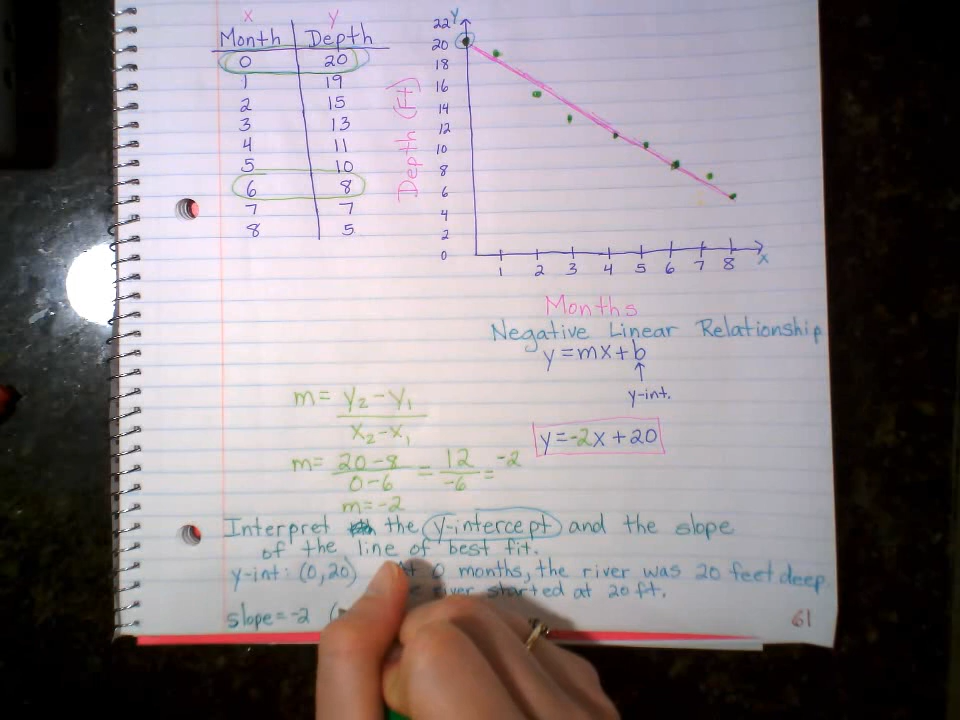 x y
Month Depth
0 20
1 19
2 15
3 13
4 11
5 10
6 8
7 7
8 5
Y
22
20
18
16
14
12
10
8
6
4
2
0
Depth (Ft)
1 2 3 4 5 6 7 8 x
Months
Negative Linear Relationship
y = mx + b
y-int.
y = -2x + 20
m = y₂ - y₁
x₂ - x₁
m = 20 - 8 = 12 = -2
0 - 6 -6
m = -2
Interpret the y-intercept and the slope
of the line of best fit.
y-int: (0, 20) At 0 months, the river was 20 feet deep.
river started at 20 ft.
slope = -2 (
61